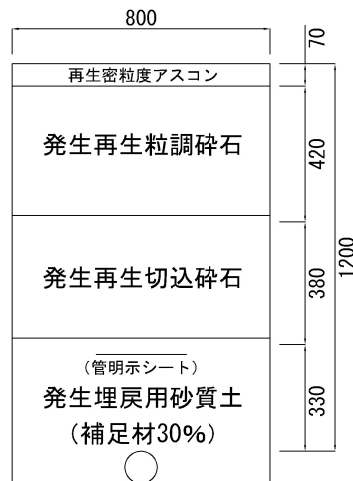 800
70
再生密粒度アスコン
発生再生粒調砕石
420
1200
発生再生切込砕石
380
(管明示シート)
発生埋戻用砂質土
(補足材30%)
330